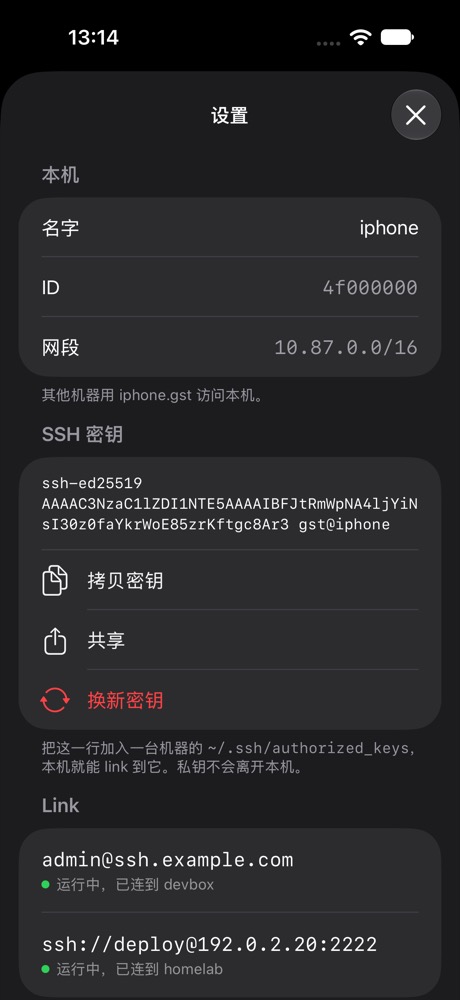 13:14
设置
本机
名字 iphone
ID 4f000000
网段 10.87.0.0/16
其他机器用 iphone.gst 访问本机。
SSH 密钥
ssh-ed25519
AAAAC3NzaC1lZDI1NTE5AAAAIBFJtRmWpNA4ljYiN
sI30z0faYkrWoE85zrKftgc8Ar3 gst@iphone
拷贝密钥
共享
换新密钥
把这一行加入一台机器的 ~/.ssh/authorized_keys,
本机就能 link 到它。私钥不会离开本机。
Link
admin@ssh.example.com
运行中，已连到 devbox
ssh://deploy@192.0.2.20:2222
运行中，已连到 homelab